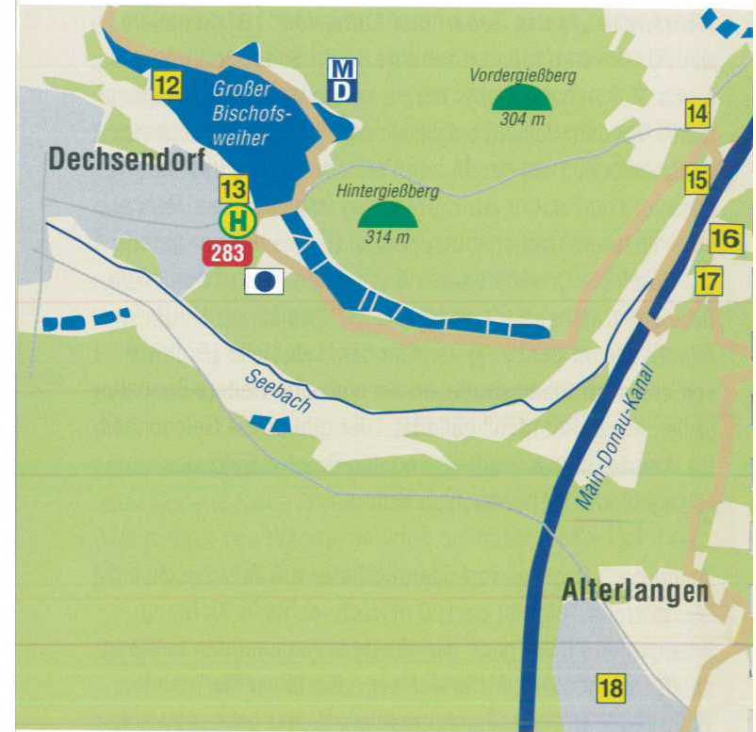 12
Großer
Bischofs-
weiher
M
D
Vordergießberg
304 m
14
Dechsendorf
13
H
283
Hintergießberg
314 m
15
16
17
Seebach
Main-Donau-Kanal
Alterlangen
18